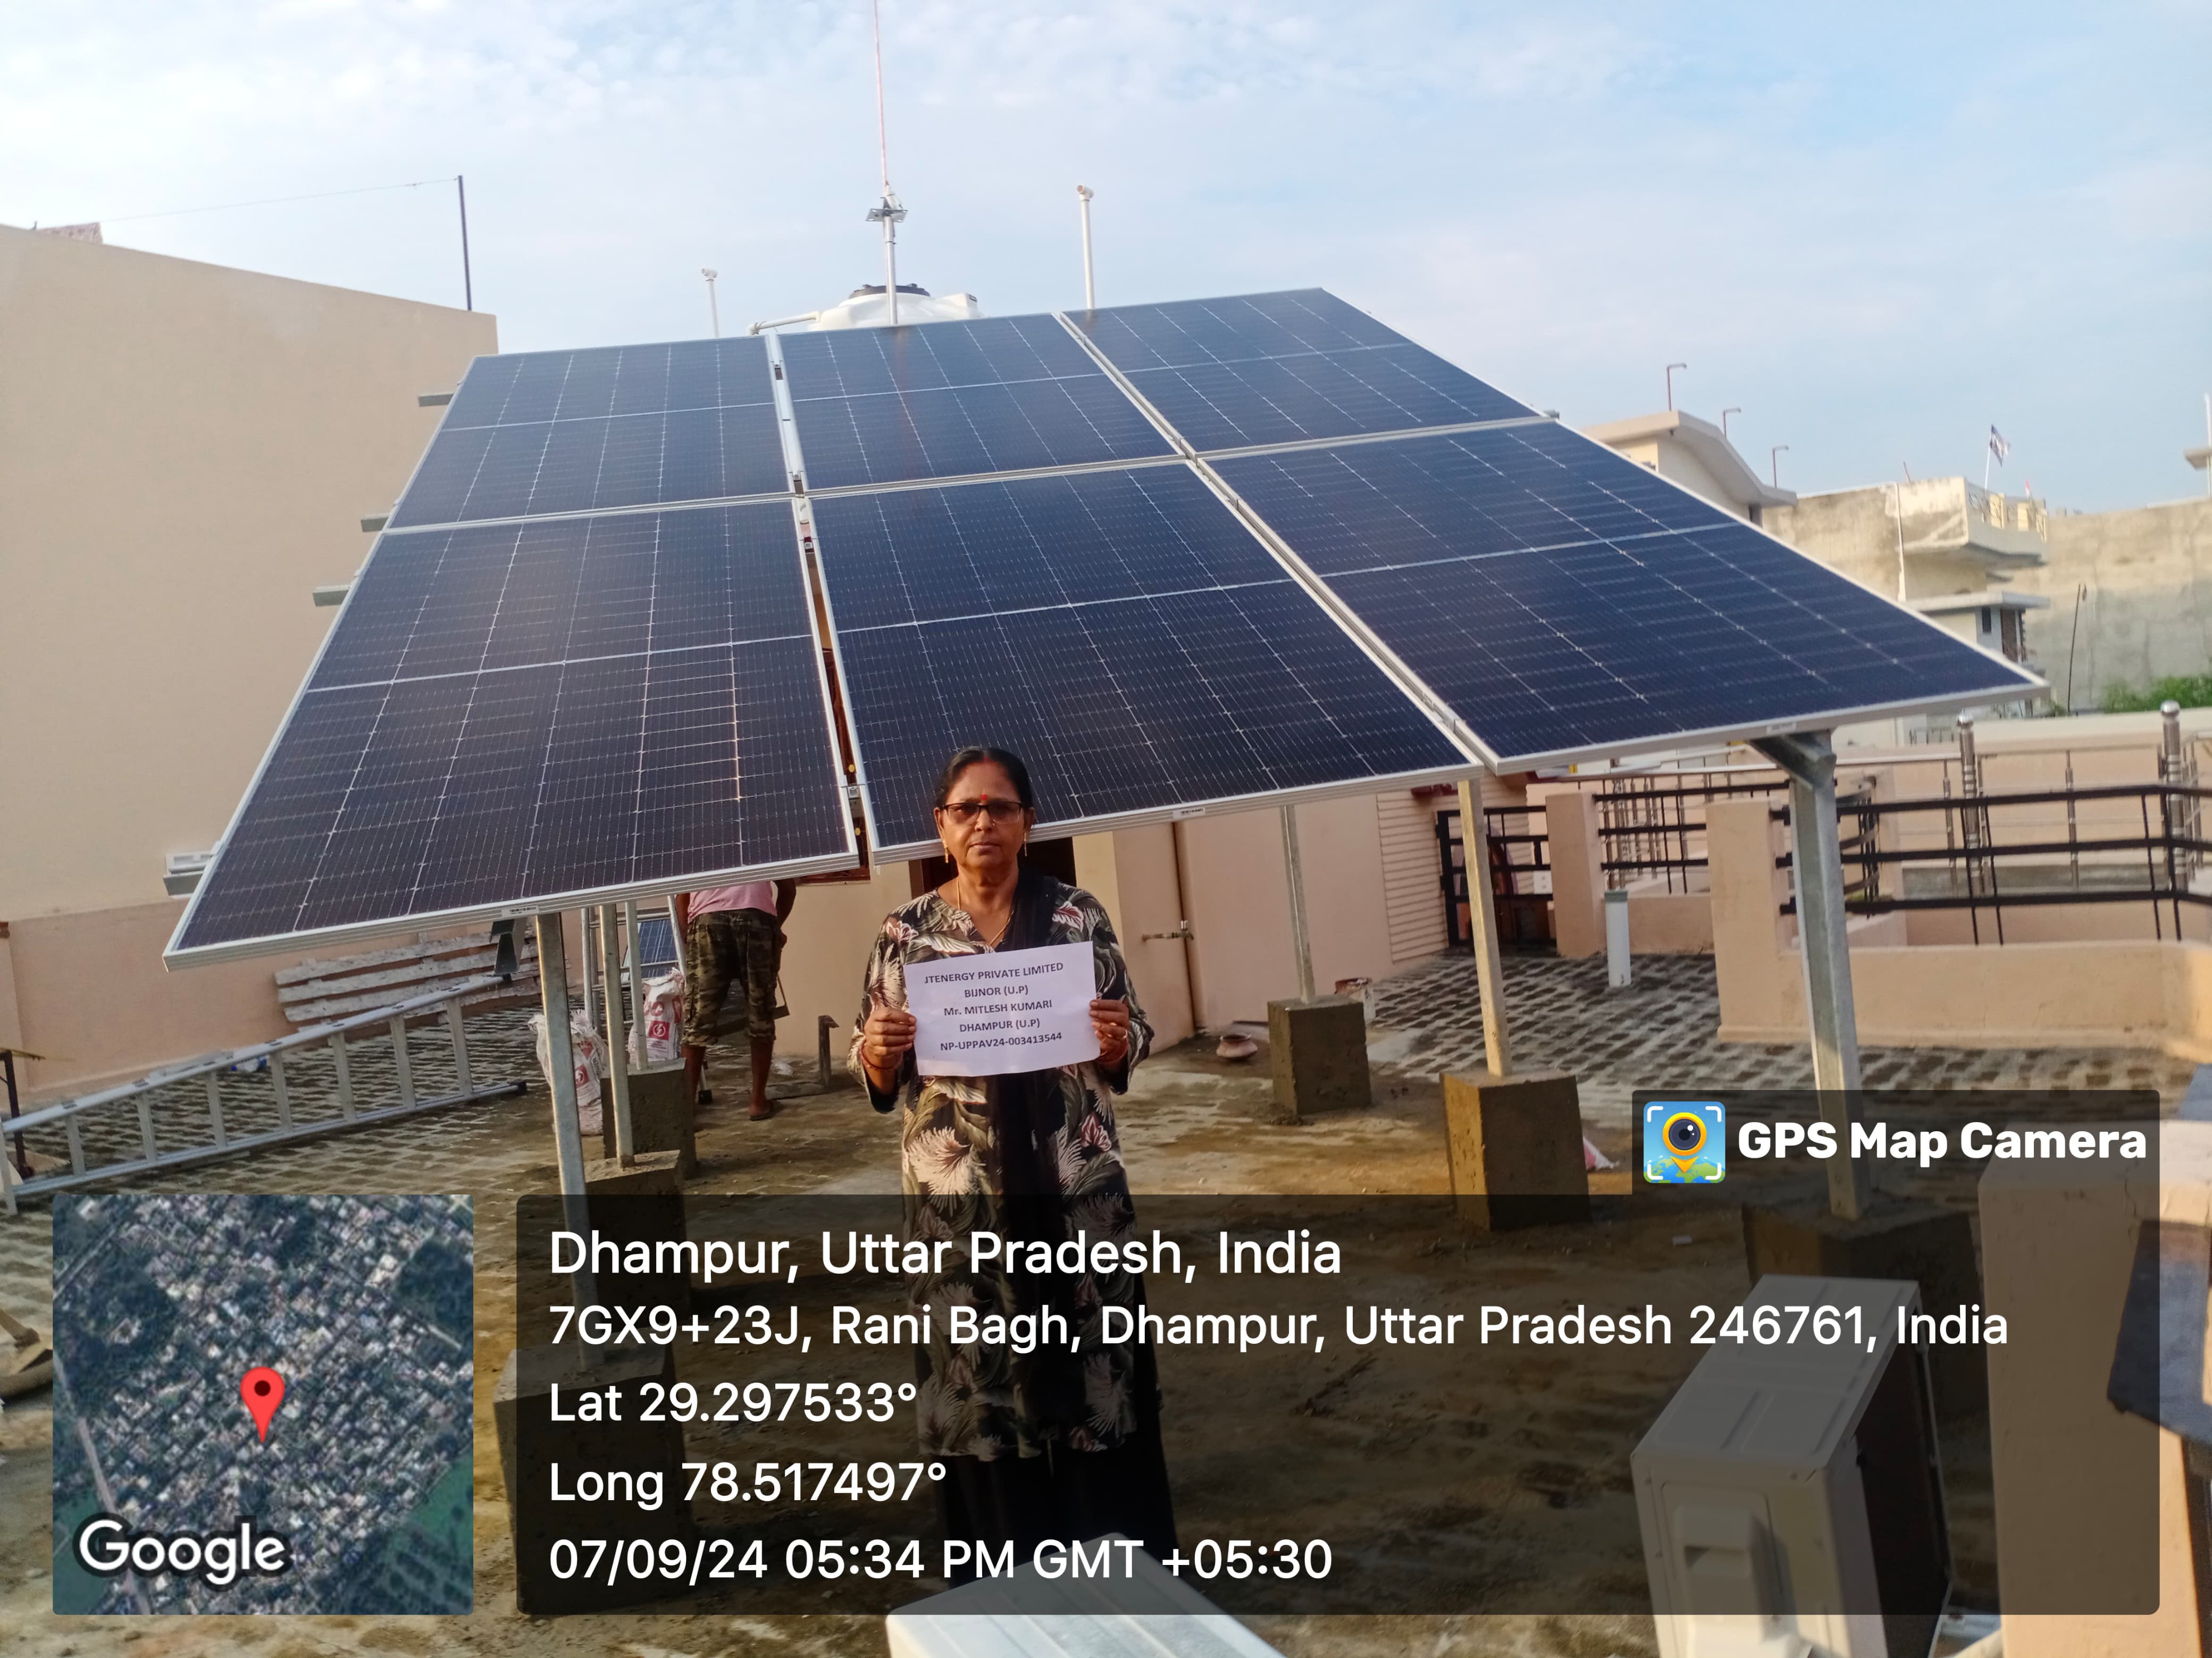 JTENERGY PRIVATE LIMITED
BIJNOR (U.P)
Mr. MITLESH KUMARI
DHAMPUR (U.P)
NP-UPPAV24-003413544
GPS Map Camera
Dhampur, Uttar Pradesh, India
7GX9+23J, Rani Bagh, Dhampur, Uttar Pradesh 246761, India
Lat 29.297533°
Long 78.517497°
07/09/24 05:34 PM GMT +05:30
Google